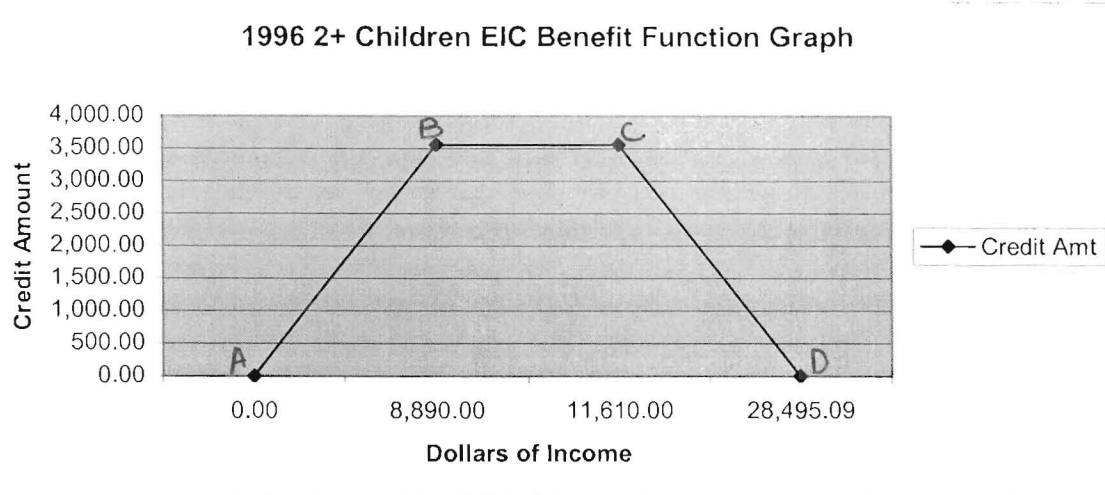 1996 2+ Children EIC Benefit Function Graph
4,000.00
3,500.00
3,000.00
2,500.00
2,000.00
1,500.00
1,000.00
500.00
0.00
Credit Amount
A
B
C
D
0.00 8,890.00 11,610.00 28,495.09
Dollars of Income
Credit Amt